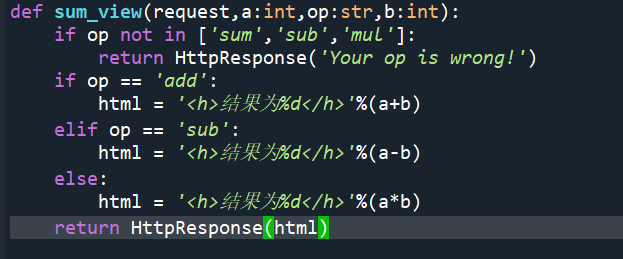 def sum_view(request,a:int,op:str,b:int):
    if op not in ['sum','sub','mul']:
        return HttpResponse('Your op is wrong!')
    if op == 'add':
        html = '<h>结果为%d</h>'%(a+b)
    elif op == 'sub':
        html = '<h>结果为%d</h>'%(a-b)
    else:
        html = '<h>结果为%d</h>'%(a*b)
    return HttpResponse(html)